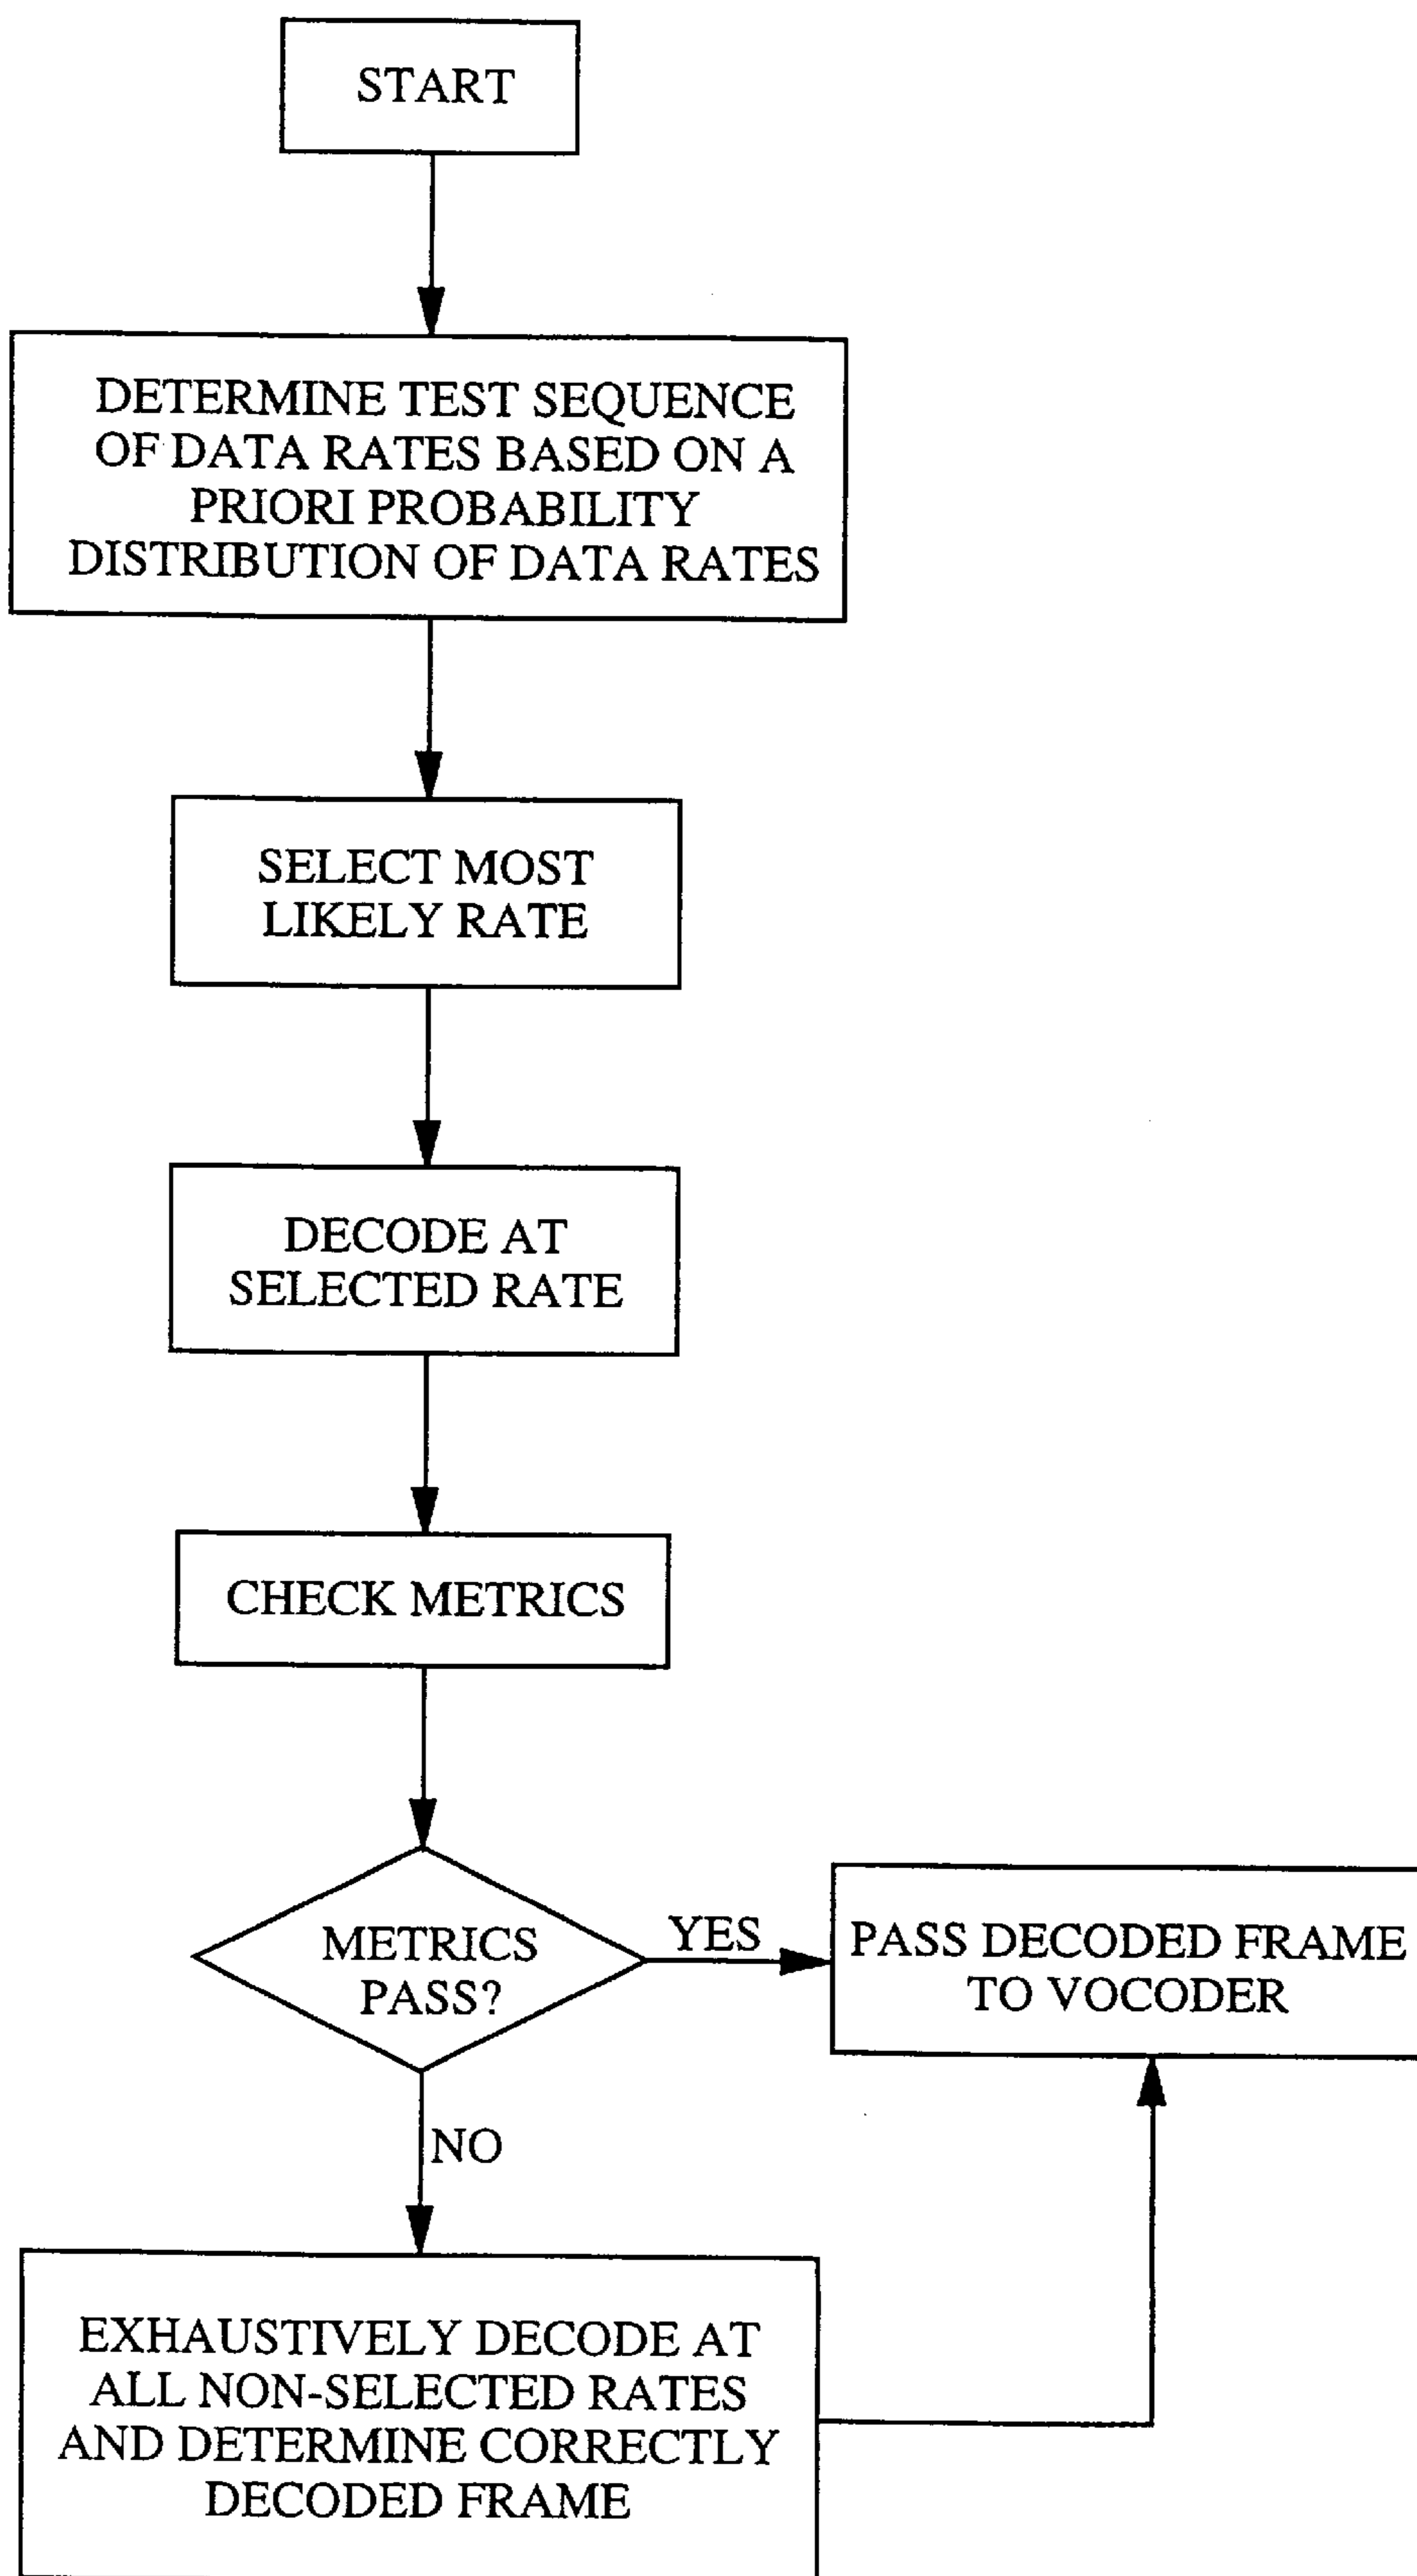 START
DETERMINE TEST SEQUENCE
OF DATA RATES BASED ON A
PRIORI PROBABILITY
DISTRIBUTION OF DATA RATES
SELECT MOST
LIKELY RATE
DECODE AT
SELECTED RATE
CHECK METRICS
METRICS
PASS?
YES
PASS DECODED FRAME
TO VOCODER
NO
EXHAUSTIVELY DECODE AT
ALL NON-SELECTED RATES
AND DETERMINE CORRECTLY
DECODED FRAME